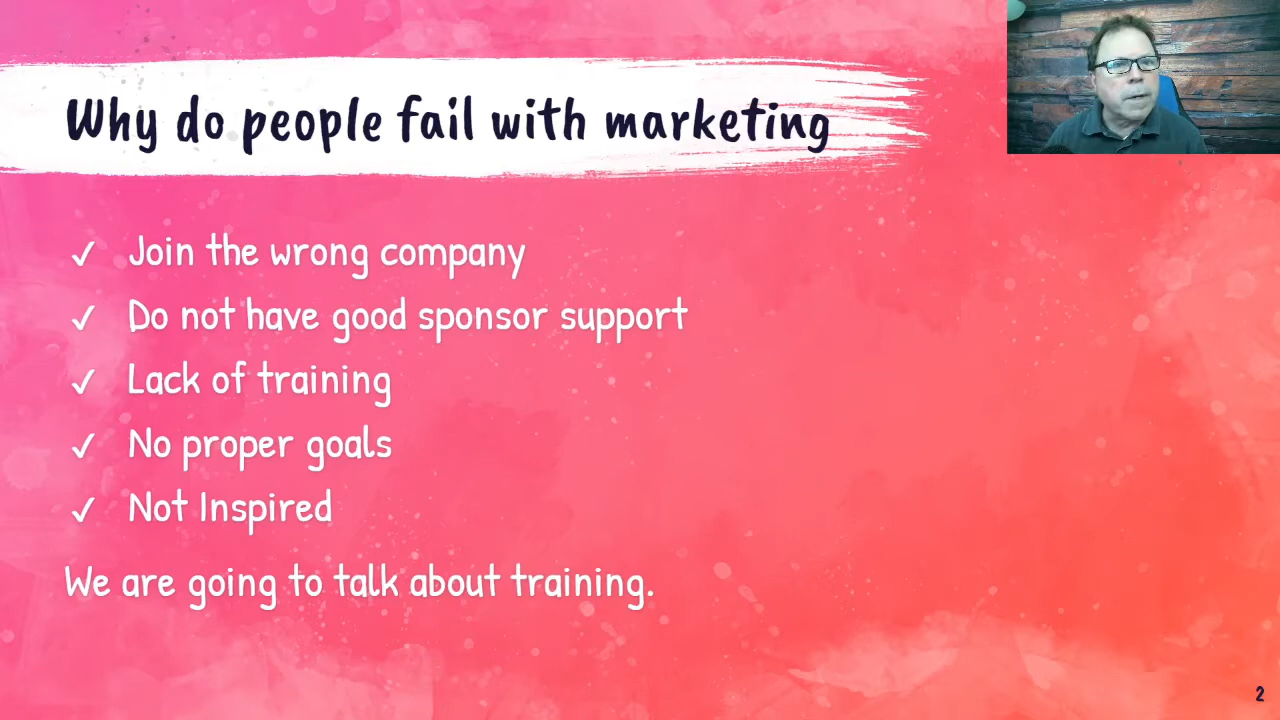 Why do people fail with marketing
✓ Join the wrong company
✓ Do not have good sponsor support
✓ Lack of training
✓ No proper goals
✓ Not Inspired
We are going to talk about training.
2